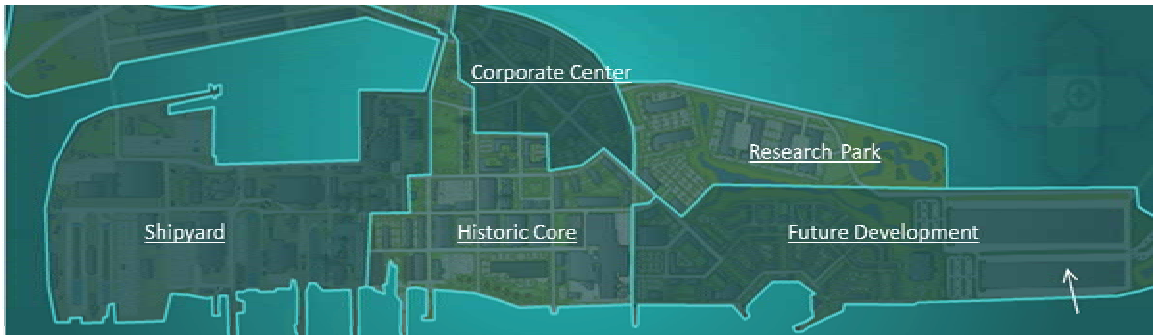 Corporate Center
Research Park
Shipyard
Historic Core
Future Development